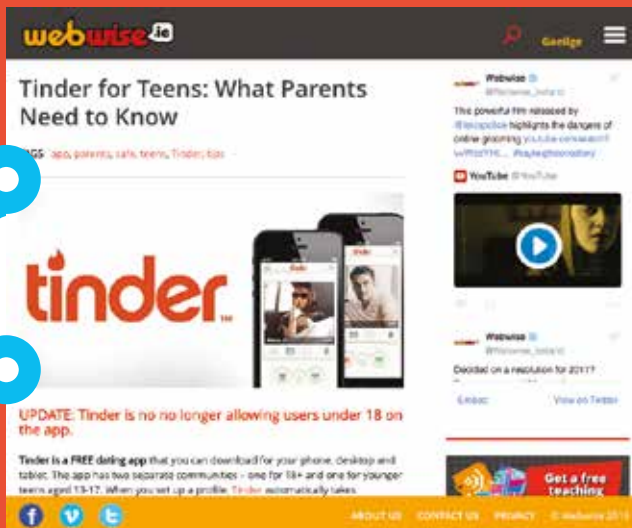 webwise.ie
Gaeilge
Tinder for Teens: What Parents
Need to Know
TAGS app, parents, safe, teens, Tinder, tips
tinder
UPDATE: Tinder is no no longer allowing users under 18 on
the app.
Tinder is a FREE dating app that you can download for your phone, desktop and
tablet. The app has two separate communities - one for 18+ and one for younger
teens aged 13-17. When you set up a profile, Tinder automatically takes
Webwise
@Webwise_Ireland
This powerful film released by
highlights the dangers of
online grooming
YouTube @YouTube
Webwise
@Webwise_Ireland
Decided on a resolution for 2017?
Embed
View on Twitter
Get a free
teaching
ABOUT US
CONTACT US
PRIVACY